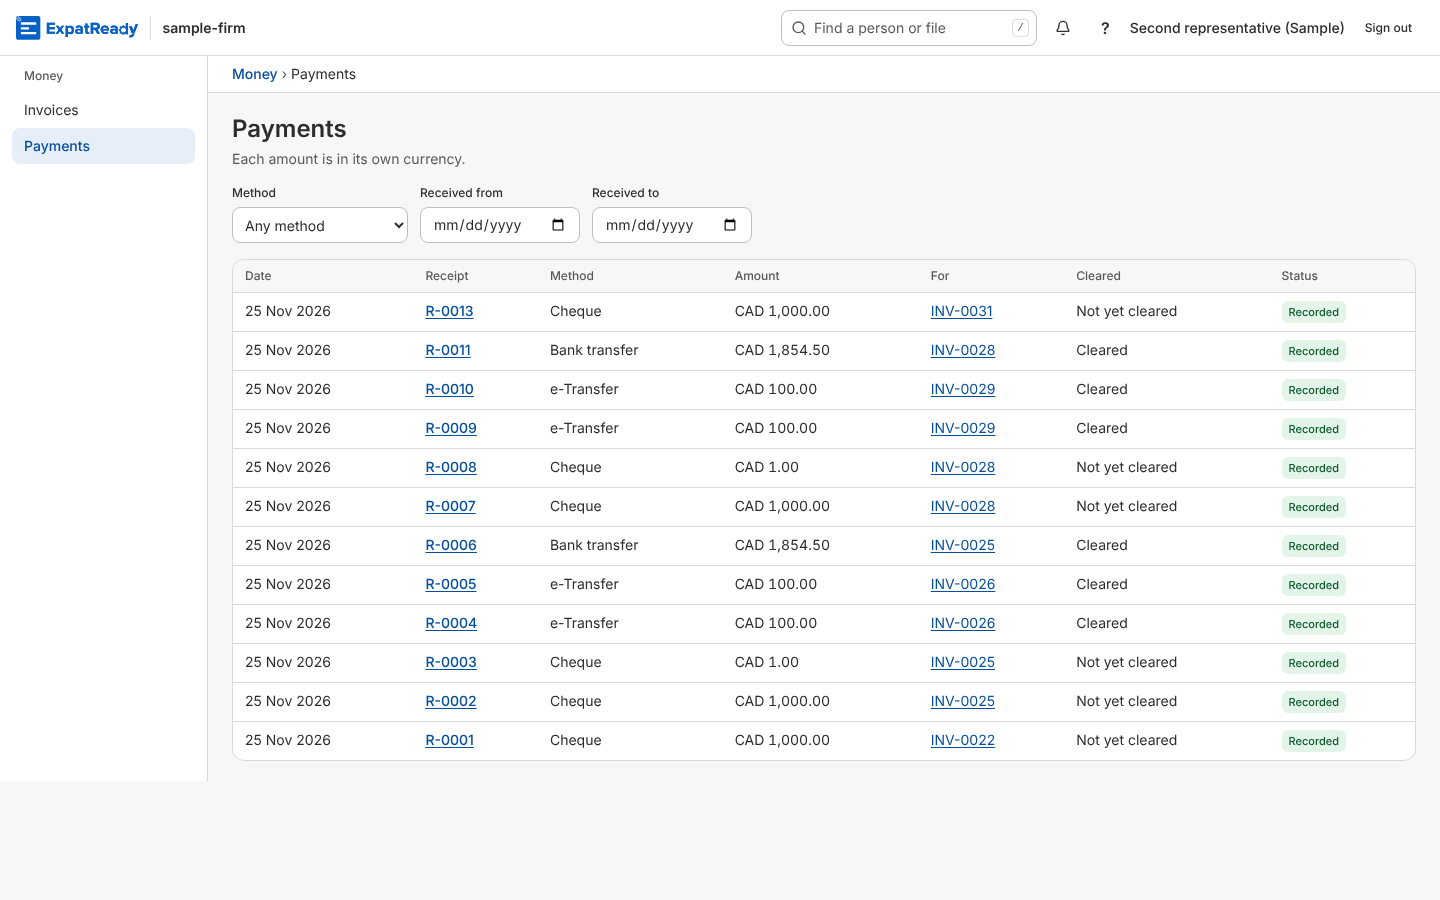 ExpatReady sample-firm Find a person or file / ? Second representative (Sample) Sign out
Money
Invoices
Payments
Money › Payments
Payments
Each amount is in its own currency.
Method Received from Received to
Any method mm/dd/yyyy mm/dd/yyyy
Date Receipt Method Amount For Cleared Status
25 Nov 2026 R-0013 Cheque CAD 1,000.00 INV-0031 Not yet cleared Recorded
25 Nov 2026 R-0011 Bank transfer CAD 1,854.50 INV-0028 Cleared Recorded
25 Nov 2026 R-0010 e-Transfer CAD 100.00 INV-0029 Cleared Recorded
25 Nov 2026 R-0009 e-Transfer CAD 100.00 INV-0029 Cleared Recorded
25 Nov 2026 R-0008 Cheque CAD 1.00 INV-0028 Not yet cleared Recorded
25 Nov 2026 R-0007 Cheque CAD 1,000.00 INV-0028 Not yet cleared Recorded
25 Nov 2026 R-0006 Bank transfer CAD 1,854.50 INV-0025 Cleared Recorded
25 Nov 2026 R-0005 e-Transfer CAD 100.00 INV-0026 Cleared Recorded
25 Nov 2026 R-0004 e-Transfer CAD 100.00 INV-0026 Cleared Recorded
25 Nov 2026 R-0003 Cheque CAD 1.00 INV-0025 Not yet cleared Recorded
25 Nov 2026 R-0002 Cheque CAD 1,000.00 INV-0025 Not yet cleared Recorded
25 Nov 2026 R-0001 Cheque CAD 1,000.00 INV-0022 Not yet cleared Recorded